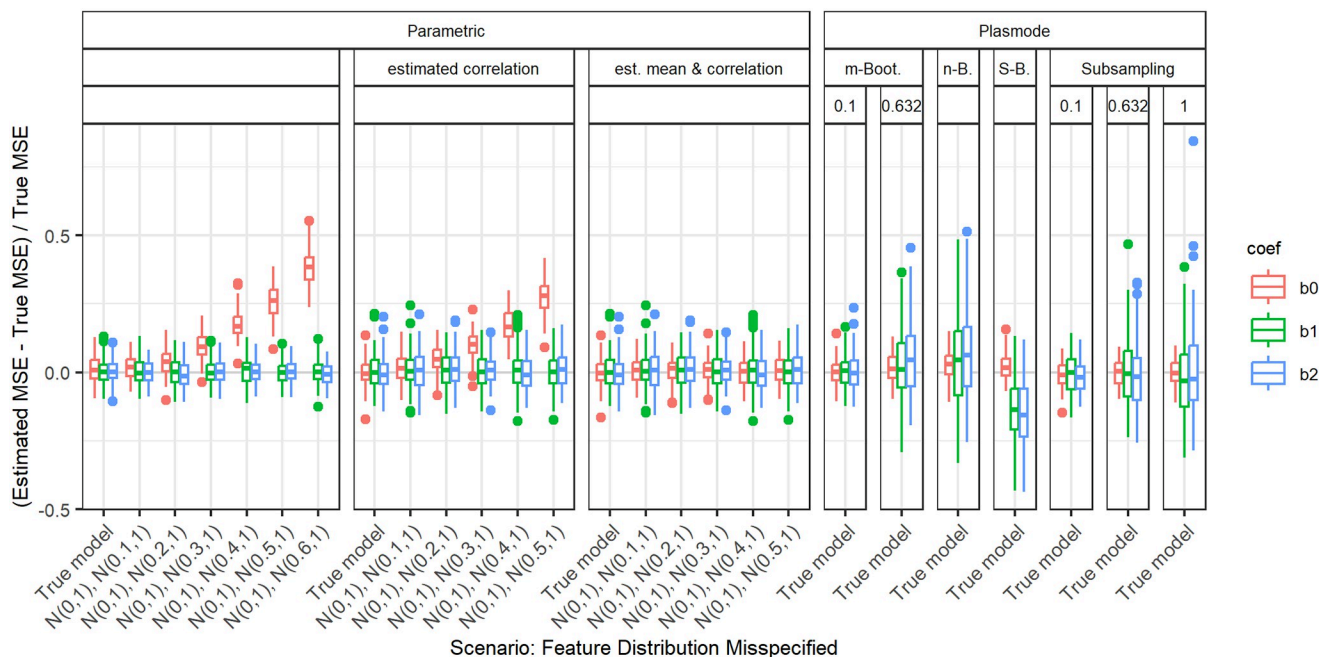 Parametric
Plasmode
estimated correlation
est. mean & correlation
m-Boot.
n-B.
S-B.
Subsampling
0.1
0.632
0.1
0.632
1
(Estimated MSE - True MSE) / True MSE
0.5
0.0
-0.5
True model
N(0,1), N(0.1,1)
N(0,1), N(0.2,1)
N(0,1), N(0.3,1)
N(0,1), N(0.4,1)
N(0,1), N(0.5,1)
N(0,1), N(0.6,1)
True model
N(0,1), N(0.1,1)
N(0,1), N(0.2,1)
N(0,1), N(0.3,1)
N(0,1), N(0.4,1)
N(0,1), N(0.5,1)
True model
N(0,1), N(0.1,1)
N(0,1), N(0.2,1)
N(0,1), N(0.3,1)
N(0,1), N(0.4,1)
N(0,1), N(0.5,1)
True model
True model
True model
True model
True model
True model
True model
Scenario: Feature Distribution Misspecified
coef
b0
b1
b2